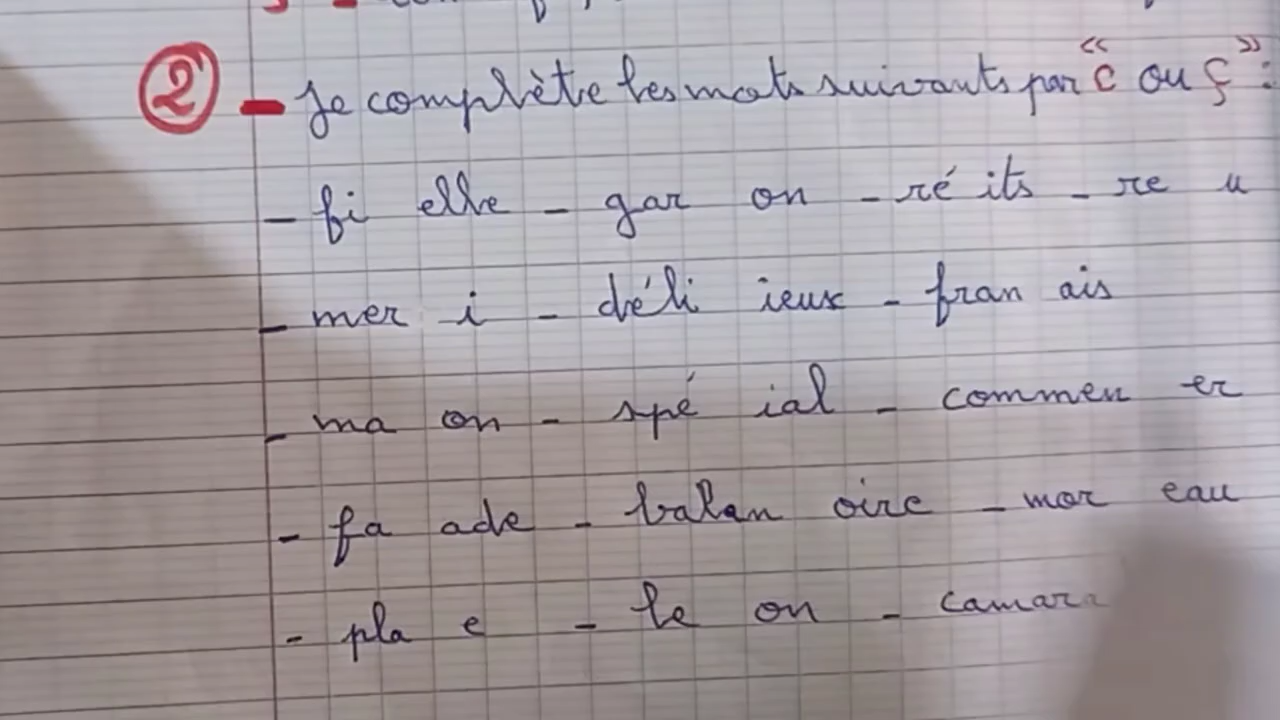 ② - Je complète les mots suivants par « c ou ç » :
- fi elle - gar on - ré its - re u
- mer i - déli ieux - fran ais
- ma on - spé ial - commen er
- fa ade - balan oire - mor eau
- pla e - le on - camara